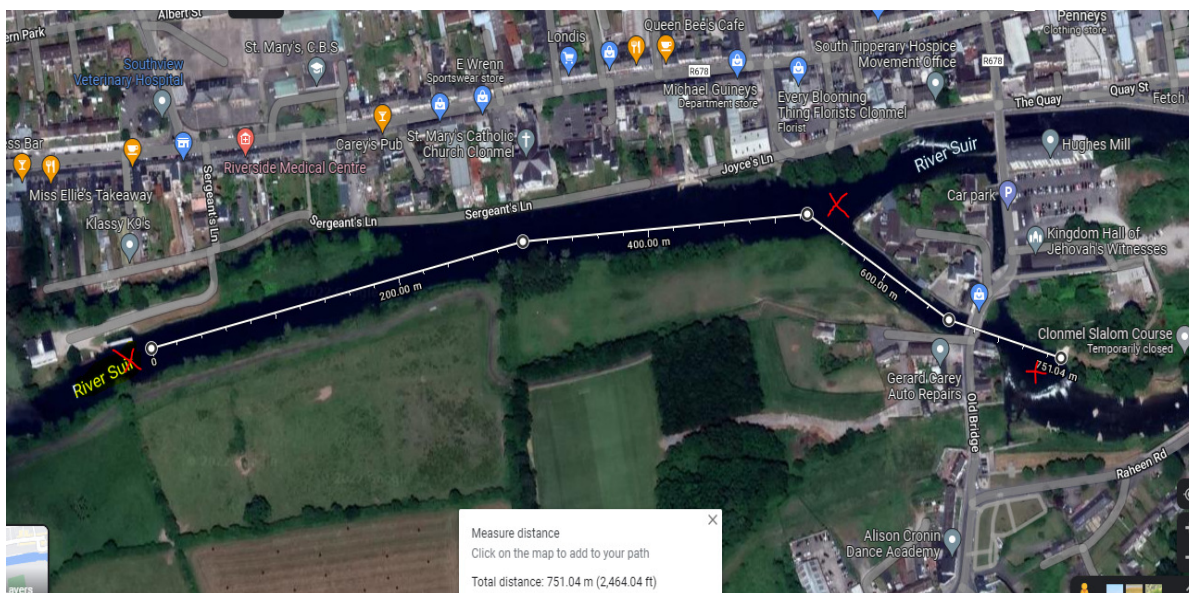 Albert St
ern Park
Southview
Veterinary Hospital
St. Mary's, C.B.S
E Wrenn
Sportswear store
Londis
Queen Bee's Cafe
R678
Michael Guineys
Department store
South Tipperary Hospice
Movement Office
Every Blooming
Thing Florists Clonmel
Florist
Penneys
Clothing store
R678
The Quay
Quay St
Fetch
ess Bar
Miss Ellie's Takeaway
Klassy K9's
Sergeant's Ln
Riverside Medical Centre
Carey's Pub
St. Mary's Catholic
Church Clonmel
Sergeant's Ln
Sergeant's Ln
Joyce's Ln
River Suir
Hughes Mill
Car park
P
Kingdom Hall of
Jehovah's Witnesses
River Suir
0
200.00 m
400.00 m
600.00 m
751.04 m
Clonmel Slalom Course
Temporarily closed
Gerard Carey
Auto Repairs
Old Bridge
Raheen Rd
Alison Cronin
Dance Academy
Measure distance
Click on the map to add to your path
Total distance: 751.04 m (2,464.04 ft)
ayers